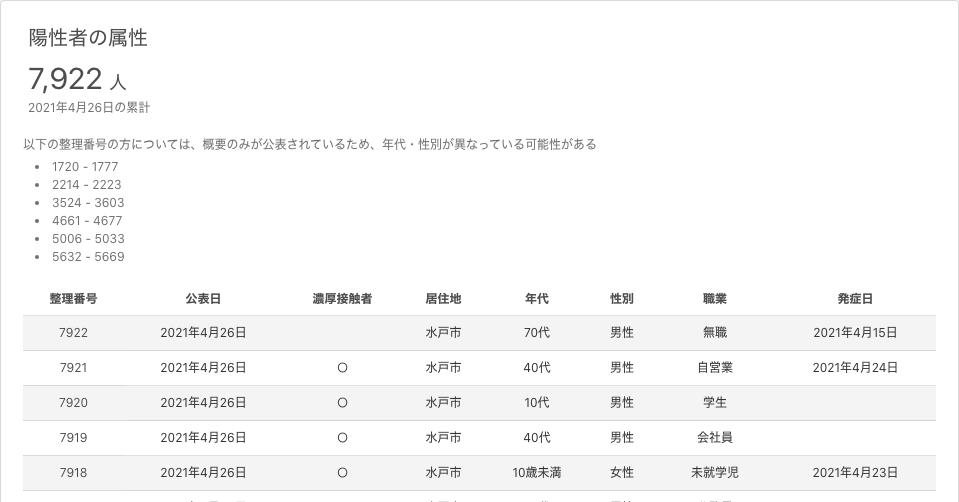 陽性者の属性
7,922 人
2021年4月26日の累計
以下の整理番号の方については、概要のみが公表されているため、年代・性別が異なっている可能性がある
• 1720 - 1777
• 2214 - 2223
• 3524 - 3603
• 4661 - 4677
• 5006 - 5033
• 5632 - 5669
整理番号 公表日 濃厚接触者 居住地 年代 性別 職業 発症日
7922 2021年4月26日 水戸市 70代 男性 無職 2021年4月15日
7921 2021年4月26日 〇 水戸市 40代 男性 自営業 2021年4月24日
7920 2021年4月26日 〇 水戸市 10代 男性 学生
7919 2021年4月26日 〇 水戸市 40代 男性 会社員
7918 2021年4月26日 〇 水戸市 10歳未満 女性 未就学児 2021年4月23日